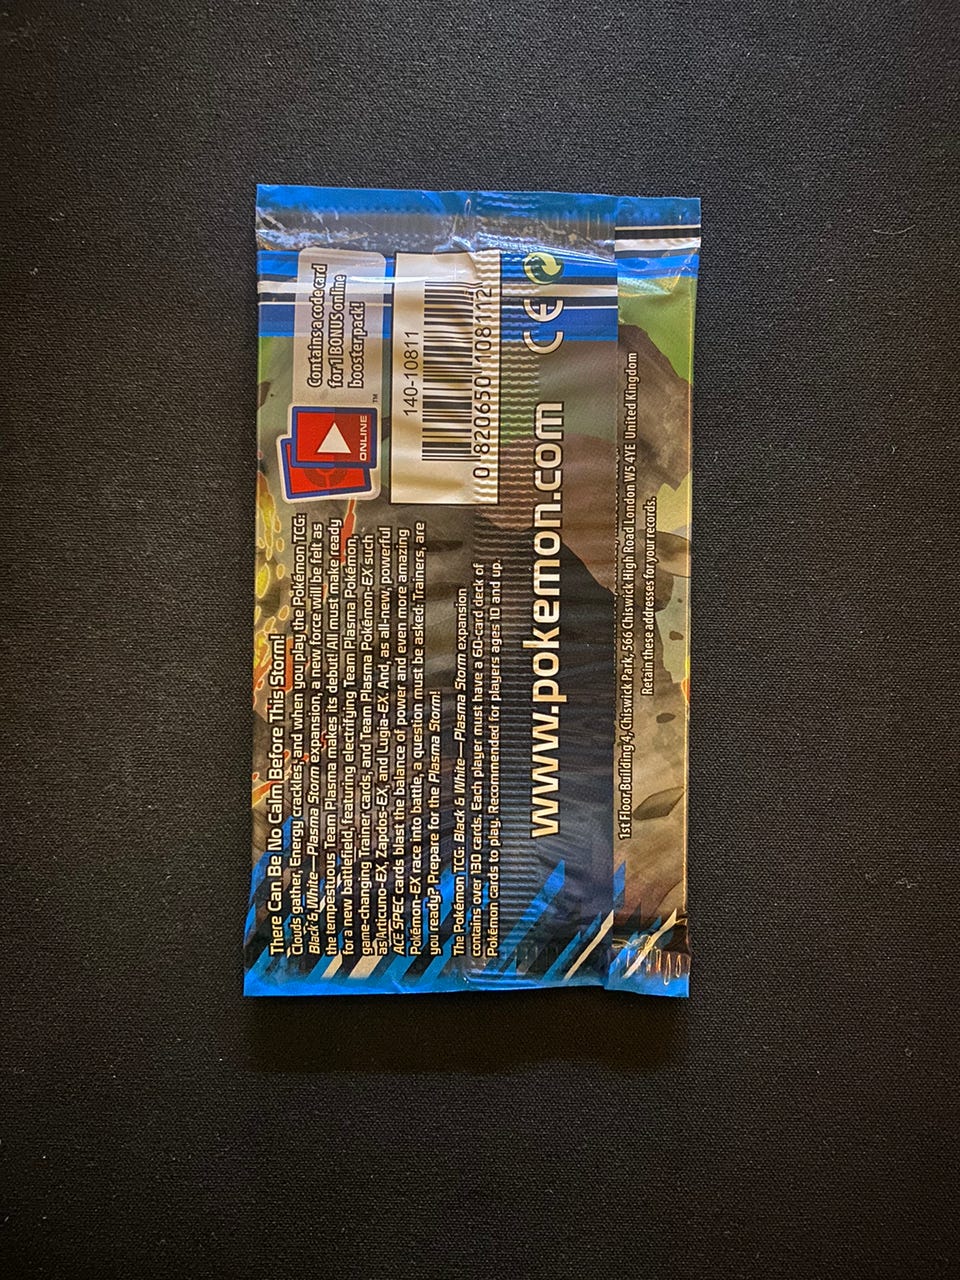 There Can Be No Calm Before This Storm!
Clouds gather, Energy crackles, and when you play the Pokémon TCG:
Black & White—Plasma Storm expansion, a new force will be felt as
the tempestuous Team Plasma makes its debut! All must make ready
for a new battlefield, featuring electrifying Team Plasma Pokémon,
game-changing Trainer cards, and Team Plasma Pokémon-EX such
as Articuno-EX, Zapdos-EX, and Lugia-EX. And, as all-new, powerful
ACE SPEC cards blast the balance of power and even more amazing
Pokémon-EX race into battle, a question must be asked: Trainers, are
you ready? Prepare for the Plasma Storm!
The Pokémon TCG: Black & White—Plasma Storm expansion
contains over 130 cards. Each player must have a 60-card deck of
Pokémon cards to play. Recommended for players ages 10 and up.
ONLINE
TM
Contains a code card
for 1 BONUS online
booster pack!
140-10811
0 820650 108112
www.pokemon.com
CE
1st Floor Building 4, Chiswick Park, 566 Chiswick High Road London W5 4YE United Kingdom
Retain these addresses for your records.